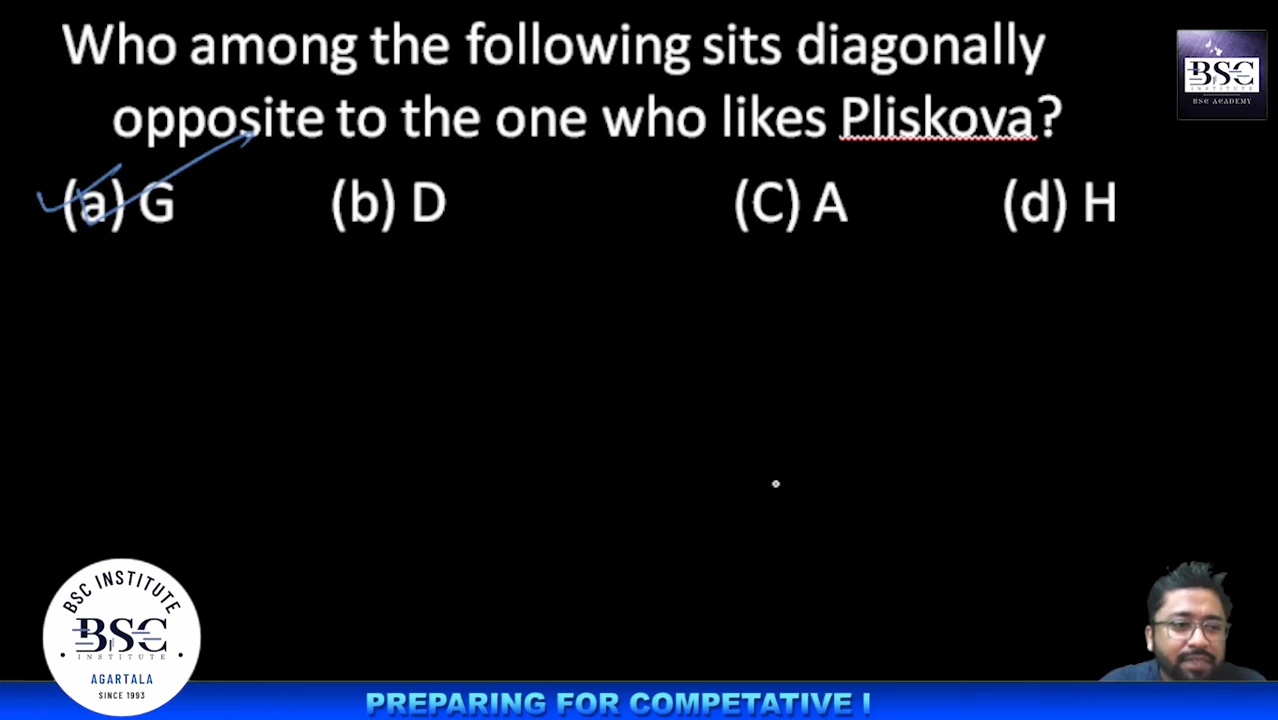 Who among the following sits diagonally
opposite to the one who likes Pliskova?
(a) G (b) D (C) A (d) H
BSC
INSTITUTE
BSC ACADEMY
BSC INSTITUTE
BSC
INSTITUTE
AGARTALA
SINCE 1993
PREPARING FOR COMPETATIVE